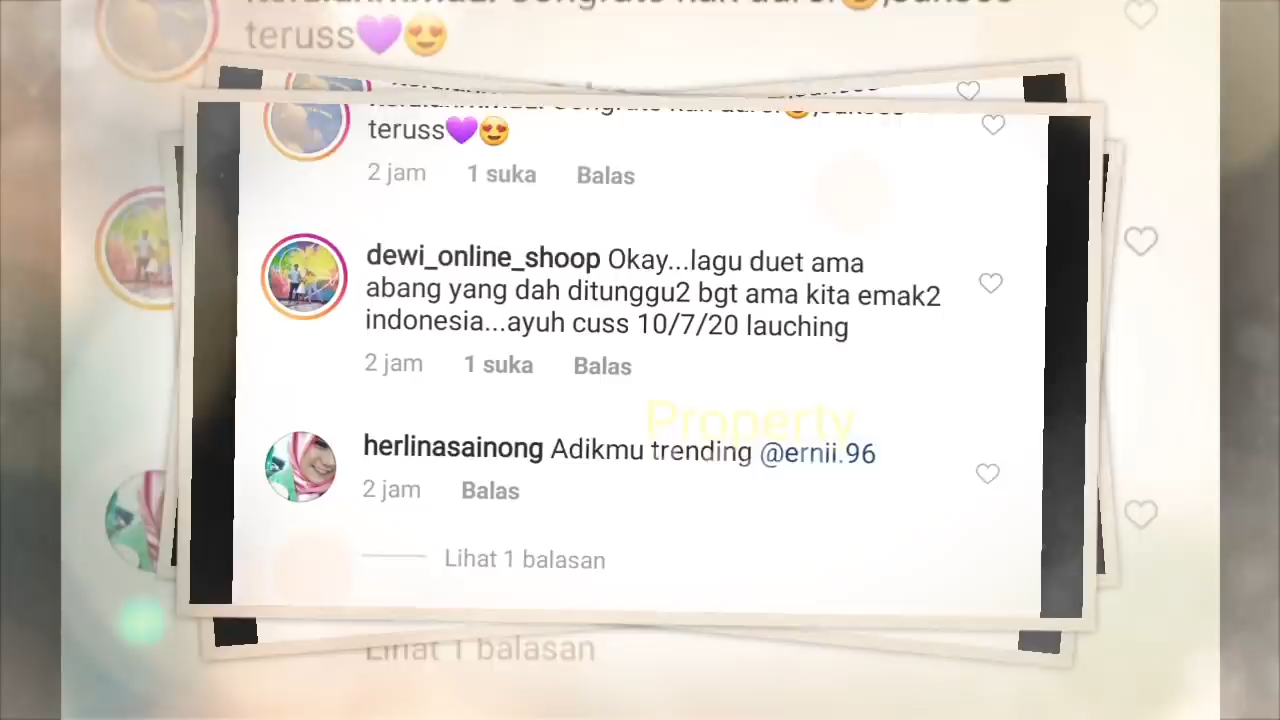 teruss💜😍
teruss💜😍
2 jam 1 suka Balas
dewi_online_shoop Okay...lagu duet ama
abang yang dah ditunggu2 bgt ama kita emak2
indonesia...ayuh cuss 10/7/20 lauching
2 jam 1 suka Balas
Property
herlinasainong Adikmu trending @ernii.96
2 jam Balas
Lihat 1 balasan
Lihat 1 balasan